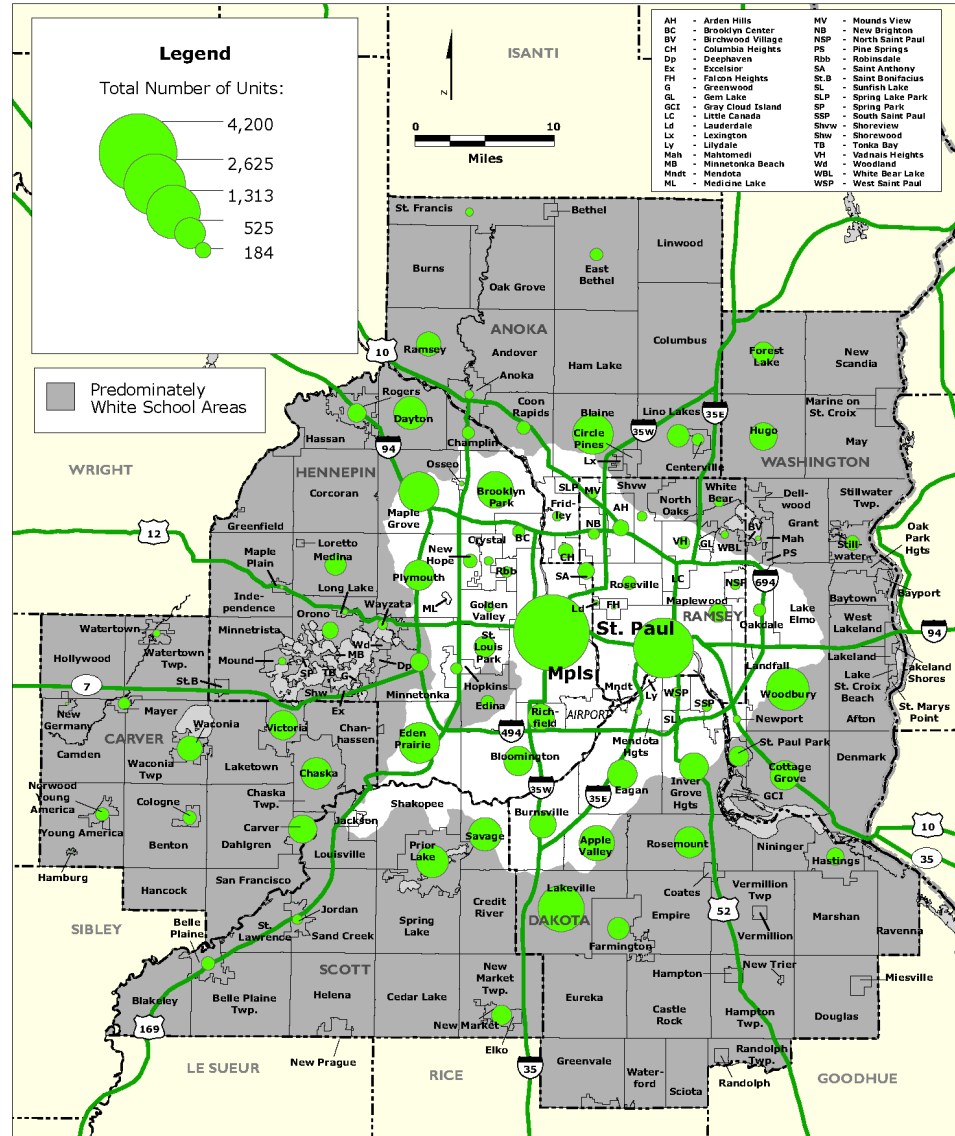 Legend
Total Number of Units:
4,200
2,625
1,313
525
184
Predominately
White School Areas
N
0
10
Miles
AH - Arden Hills
BC - Brooklyn Center
BV - Birchwood Village
CH - Columbia Heights
Dp - Deephaven
Ex - Excelsior
FH - Falcon Heights
G - Greenwood
GL - Gem Lake
GCI - Gray Cloud Island
LC - Little Canada
Ld - Lauderdale
Lx - Lexington
Ly - Lilydale
Mah - Mahtomedi
MB - Minnetonka Beach
Mndt - Mendota
ML - Medicine Lake
MV - Mounds View
NB - New Brighton
NSP - North Saint Paul
PS - Pine Springs
Rbb - Robinsdale
SA - Saint Anthony
St.B - Saint Bonifacius
SL - Sunfish Lake
SLP - Spring Lake Park
SP - Spring Park
SSP - South Saint Paul
Shvw - Shoreview
Shw - Shorewood
TB - Tonka Bay
VH - Vadnais Heights
Wd - Woodland
WBL - White Bear Lake
WSP - West Saint Paul
ISANTI
St. Francis
Bethel
Linwood
Burns
East
Bethel
Oak Grove
ANOKA
Ramsey
Andover
Columbus
Ham Lake
Forest
Lake
New
Scandia
10
Anoka
Rogers
Dayton
Coon
Rapids
Blaine
Lino Lakes
35E
Marine on
St. Croix
Hassan
Champlin
Circle
Pines
35W
Hugo
May
94
Lx
Centerville
WASHINGTON
WRIGHT
HENNEPIN
Osseo
Corcoran
Maple
Grove
Brooklyn
Park
SLP
MV
Shvw
North
Oaks
White
Bear
Dell-
wood
Stillwater
Twp.
Frid-
ley
AH
Grant
Greenfield
12
NB
BV
Oak
Park
Hgts
Loretto
Crystal
BC
VH
GL
WBL
Mah
Still-
water
Maple
Plain
Medina
New
Hope
CH
PS
Rbb
SA
694
Long Lake
Plymouth
Roseville
LC
NSP
Baytown
Bayport
Inde-
pendence
Orono
Wayzata
ML
Golden
Valley
Ld
FH
Maplewood
RAMSEY
Lake
Elmo
West
Lakeland
Watertown
Minnetrista
St. Paul
Oakdale
94
Hollywood
Watertown
Twp.
Wd
MB
St.
Louis
Park
Mound
Dp
SP
TB
G
Mpls
Landfall
Lakeland
Lakeland
Shores
7
St.B
Shw
Hopkins
Mndt
Ly
WSP
Woodbury
Lake
St. Croix
Beach
Minnetonka
Edina
Ex
AIRPORT
SSP
St. Marys
Point
New
Germany
Mayer
Waconia
Victoria
Chan-
hassen
Rich-
field
SL
Newport
Afton
CARVER
Eden
Prairie
494
Mendota
Hgts
St. Paul Park
Camden
Waconia
Twp
Laketown
Bloomington
Denmark
Chaska
Inver
Grove
Hgts
Cottage
Grove
Norwood
Young
America
Cologne
Chaska
Twp.
35W
35E
Eagan
GCI
Shakopee
Young America
Carver
Jackson
Burnsville
10
Benton
Dahlgren
Louisville
Savage
Apple
Valley
Rosemount
Nininger
35
Hamburg
Prior
Lake
Hastings
San Francisco
Coates
Hancock
Lakeville
Vermillion
Twp
Jordan
Spring
Lake
Credit
River
Empire
52
Marshan
Belle
Plaine
St.
Lawrence
DAKOTA
SIBLEY
Sand Creek
Farmington
Vermillion
Ravenna
SCOTT
New
Market
Twp.
Hampton
New Trier
Miesville
Blakeley
Belle Plaine
Twp.
Helena
Cedar Lake
Eureka
Castle
Rock
Hampton
Twp.
Douglas
169
New Market
Elko
Randolph
Twp.
New Prague
LE SUEUR
RICE
35
Greenvale
Water-
ford
Sciota
Randolph
GOODHUE